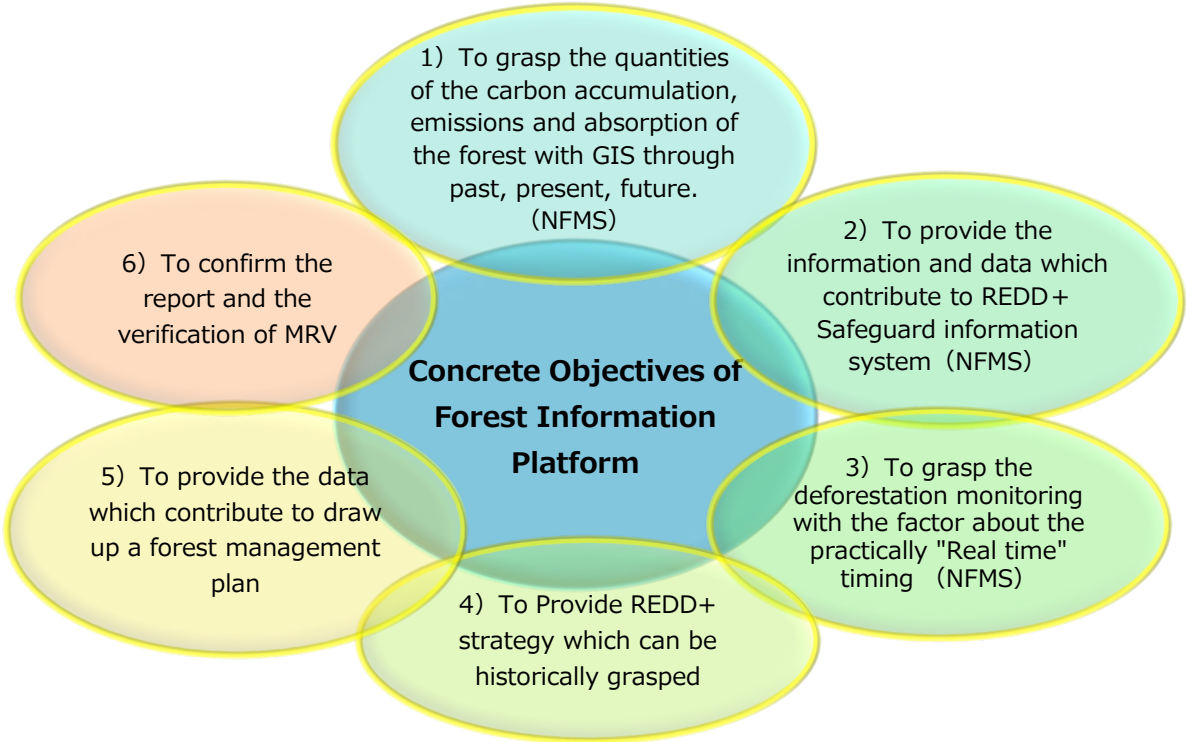 1）To grasp the quantities
of the carbon accumulation,
emissions and absorption of
the forest with GIS through
past, present, future.
（NFMS）
2）To provide the
information and data which
contribute to REDD＋
Safeguard information
system（NFMS）
3）To grasp the
deforestation monitoring
with the factor about the
practically "Real time"
timing （NFMS）
4）To Provide REDD+
strategy which can be
historically grasped
5）To provide the data
which contribute to draw
up a forest management
plan
6）To confirm the
report and the
verification of MRV
Concrete Objectives of
Forest Information
Platform